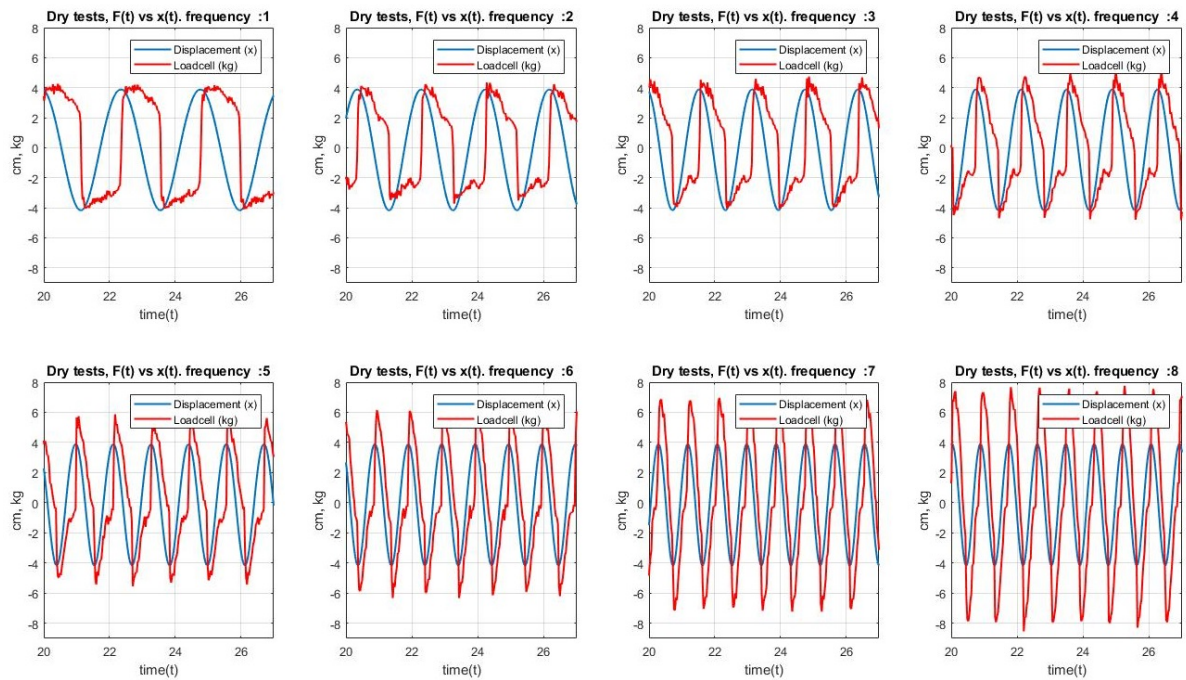 Dry tests, F(t) vs x(t). frequency :1
Displacement (x)
Loadcell (kg)
8
6
4
2
0
-2
-4
-6
-8
cm, kg
20 22 24 26
time(t)
Dry tests, F(t) vs x(t). frequency :2
Displacement (x)
Loadcell (kg)
8
6
4
2
0
-2
-4
-6
-8
cm, kg
20 22 24 26
time(t)
Dry tests, F(t) vs x(t). frequency :3
Displacement (x)
Loadcell (kg)
8
6
4
2
0
-2
-4
-6
-8
cm, kg
20 22 24 26
time(t)
Dry tests, F(t) vs x(t). frequency :4
Displacement (x)
Loadcell (kg)
8
6
4
2
0
-2
-4
-6
-8
cm, kg
20 22 24 26
time(t)
Dry tests, F(t) vs x(t). frequency :5
Displacement (x)
Loadcell (kg)
8
6
4
2
0
-2
-4
-6
-8
cm, kg
20 22 24 26
time(t)
Dry tests, F(t) vs x(t). frequency :6
Displacement (x)
Loadcell (kg)
8
6
4
2
0
-2
-4
-6
-8
cm, kg
20 22 24 26
time(t)
Dry tests, F(t) vs x(t). frequency :7
Displacement (x)
Loadcell (kg)
8
6
4
2
0
-2
-4
-6
-8
cm, kg
20 22 24 26
time(t)
Dry tests, F(t) vs x(t). frequency :8
Displacement (x)
Loadcell (kg)
8
6
4
2
0
-2
-4
-6
-8
cm, kg
20 22 24 26
time(t)